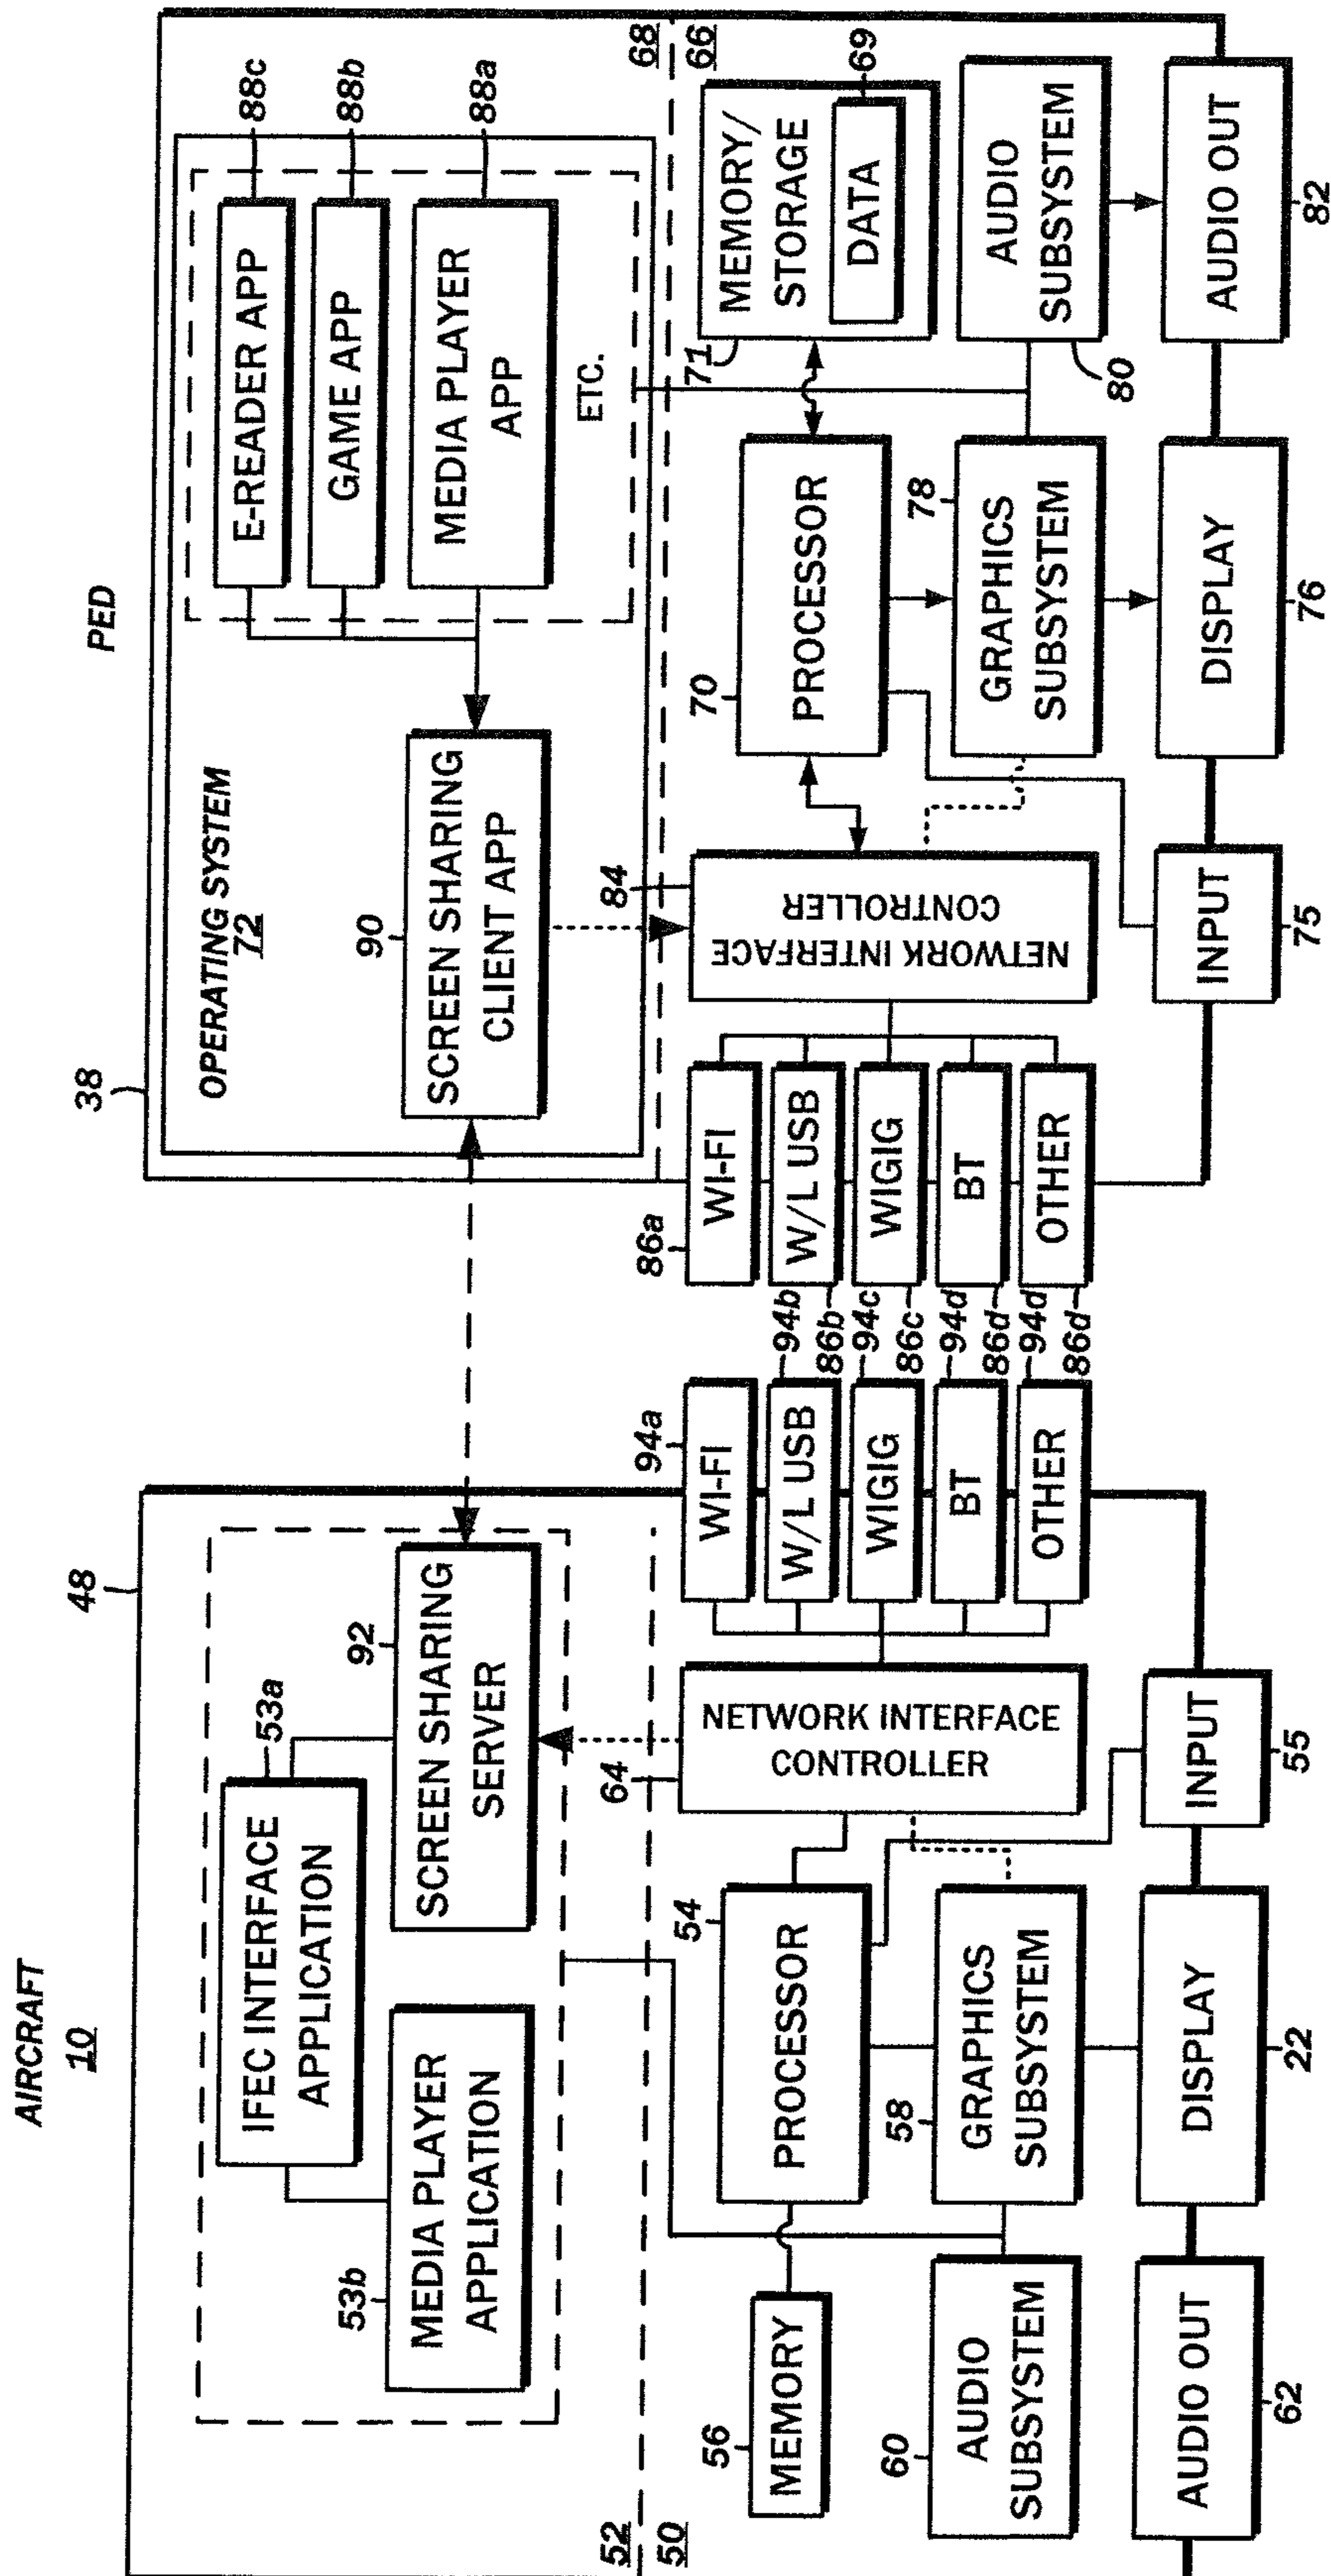 AIRCRAFT
10
48
52
50
IFEC INTERFACE
APPLICATION
53a
MEDIA PLAYER
APPLICATION
53b
SCREEN SHARING
SERVER
92
NETWORK INTERFACE
CONTROLLER
64
PROCESSOR
54
MEMORY
56
GRAPHICS
SUBSYSTEM
58
AUDIO
SUBSYSTEM
60
AUDIO OUT
62
DISPLAY
22
INPUT
55
WI-FI
94a
W/L USB
94b
WIGIG
94c
BT
94d
OTHER
94d
PED
38
OPERATING SYSTEM
72
SCREEN SHARING
CLIENT APP
90
E-READER APP
88c
GAME APP
88b
MEDIA PLAYER
APP
88a
ETC.
68
66
WI-FI
86a
W/L USB
86b
WIGIG
86c
BT
86d
OTHER
86d
NETWORK INTERFACE
CONTROLLER
84
PROCESSOR
70
MEMORY/
STORAGE
71
DATA
69
GRAPHICS
SUBSYSTEM
78
AUDIO
SUBSYSTEM
80
INPUT
75
DISPLAY
76
AUDIO OUT
82